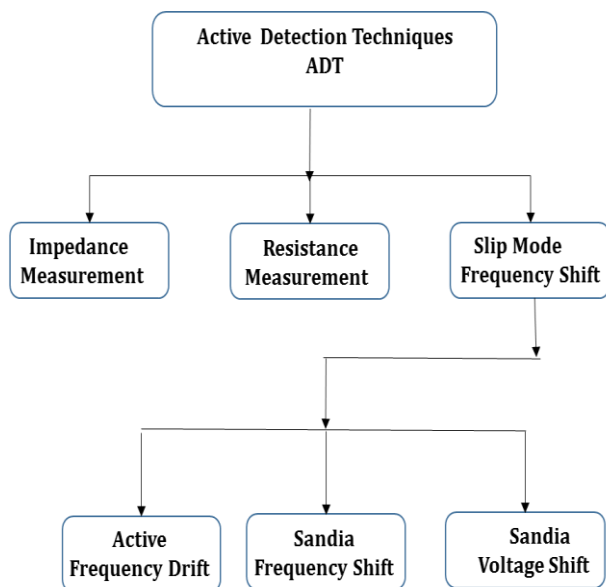 Active Detection Techniques
ADT
Impedance
Measurement
Resistance
Measurement
Slip Mode
Frequency Shift
Active
Frequency Drift
Sandia
Frequency Shift
Sandia
Voltage Shift